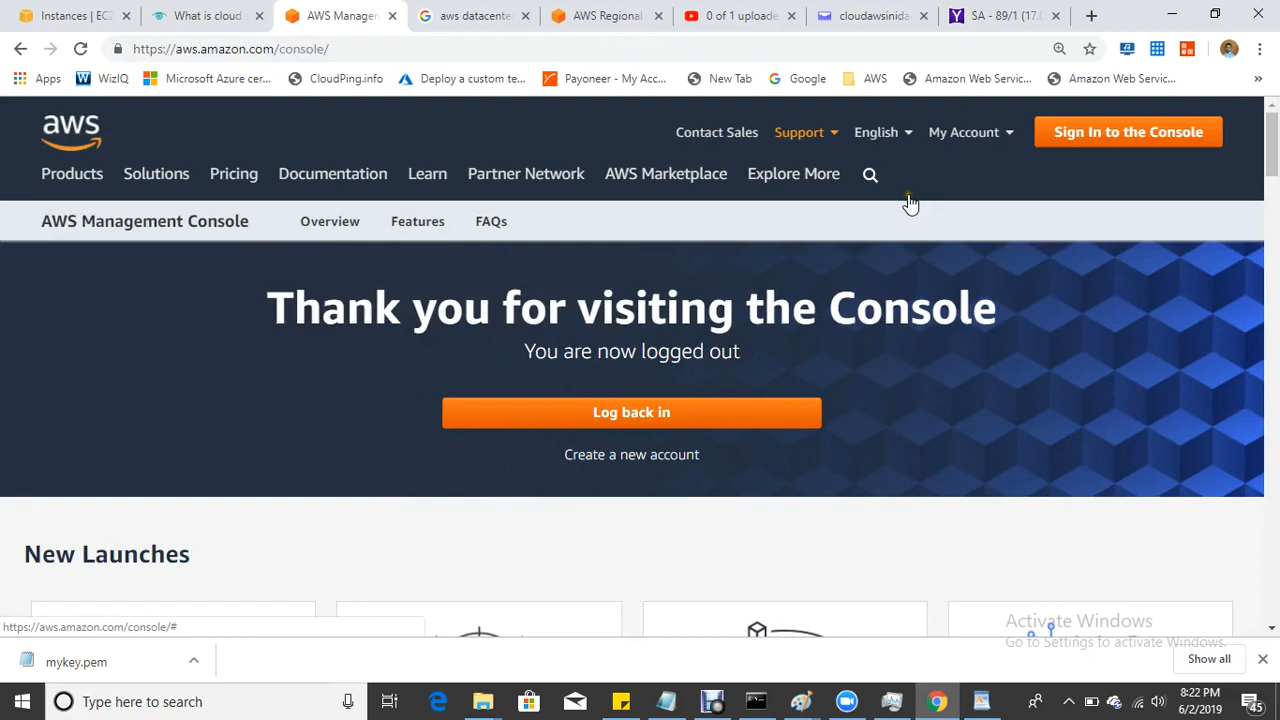 Instances | EC2
What is cloud
AWS Manager
aws datacente
AWS Regional
0 of 1 uploade
cloudawsinida
SA - 89/1 (17.0
https://aws.amazon.com/console/
Apps
WizIQ
Microsoft Azure cer...
CloudPing.info
Deploy a custom te...
Payoneer - My Acc...
New Tab
Google
AWS
Amazon Web Servic...
Amazon Web Servic...
»
aws
Contact Sales
Support
English
My Account
Sign In to the Console
Products
Solutions
Pricing
Documentation
Learn
Partner Network
AWS Marketplace
Explore More
AWS Management Console
Overview
Features
FAQs
Thank you for visiting the Console
You are now logged out
Log back in
Create a new account
New Launches
https://aws.amazon.com/console/#
Activate Windows
Go to Settings to activate Windows.
mykey.pem
Show all
Type here to search
8:22 PM
6/2/2019
45